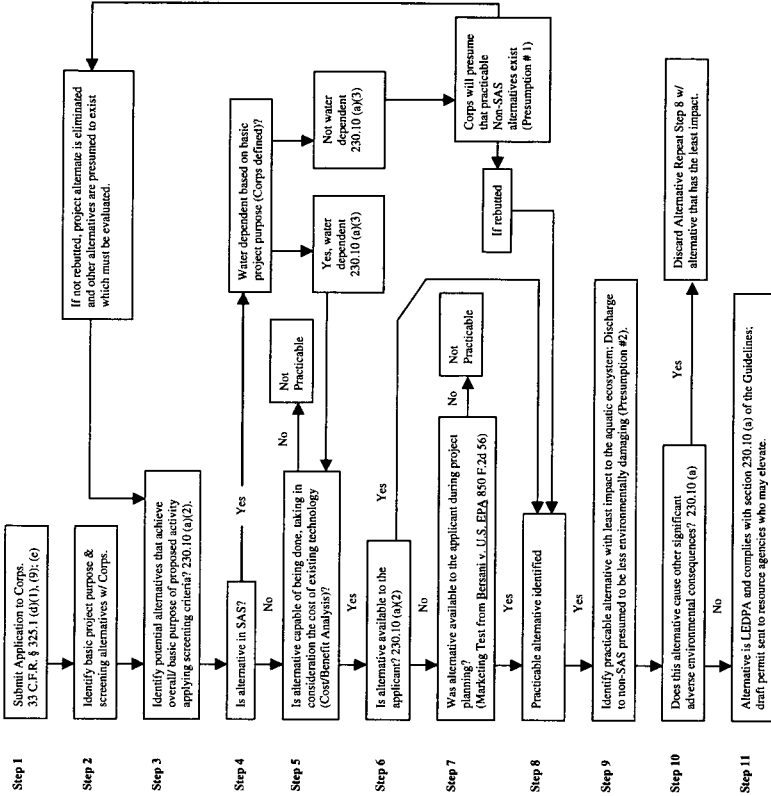 Step 1
Submit Application to Corps.
33 C.F.R. § 325.1 (d)(1), (9); (e)
Step 2
Identify basic project purpose &
screening alternatives w/ Corps.
If not rebutted, project alternate is eliminated
and other alternatives are presumed to exist
which must be evaluated.
Step 3
Identify potential alternatives that achieve
overall/ basic purpose of proposed activity
applying screening criteria? 230.10 (a)(2).
Step 4
Is alternative in SAS?
Yes
Water dependent based on basic
project purpose (Corps defined)?
No
Step 5
Is alternative capable of being done, taking in
consideration the cost of existing technology
(Cost/Benefit Analysis)?
No
Not
Practicable
Yes, water
dependent
230.10 (a)(3)
Not water
dependent
230.10 (a)(3)
Yes
Step 6
Is alternative available to the
applicant? 230.10 (a)(2)
Yes
No
Step 7
Was alternative available to the applicant during project
planning?
(Marketing Test from Bersani v. U.S. EPA 850 F.2d 56)
No
Not
Practicable
If rebutted
Corps will presume
that practicable
Non-SAS
alternatives exist
(Presumption # 1)
Yes
Step 8
Practicable alternative identified
Yes
Step 9
Identify practicable alternative with least impact to the aquatic ecosystem; Discharge
to non-SAS presumed to be less environmentally damaging (Presumption #2).
Step 10
Does this alternative cause other significant
adverse environmental consequences? 230.10 (a)
Yes
Discard Alternative Repeat Step 8 w/
alternative that has the least impact.
No
Step 11
Alternative is LEDPA and complies with section 230.10 (a) of the Guidelines;
draft permit sent to resource agencies who may elevate.